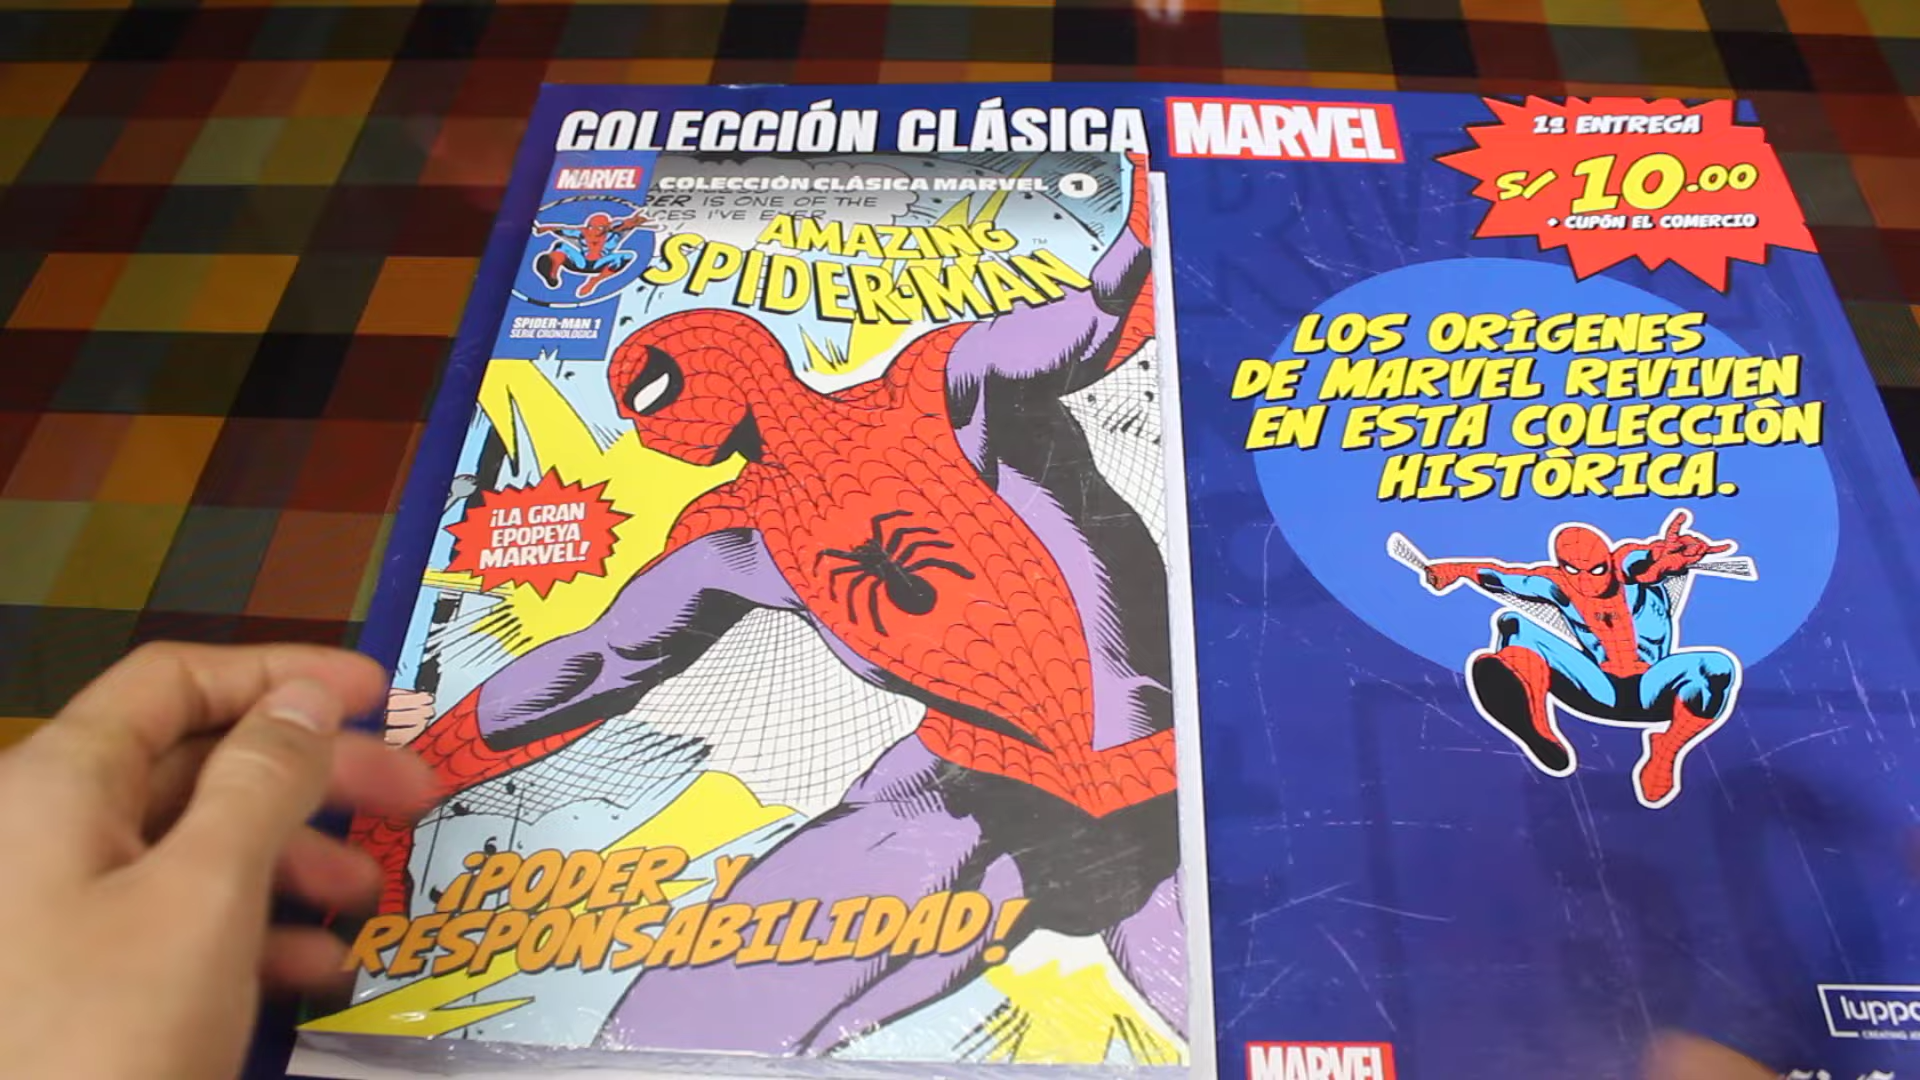 COLECCIÓN CLÁSICA MARVEL
1ª ENTREGA
S/ 10.00
+ CUPÓN EL COMERCIO
MARVEL
COLECCIÓN CLÁSICA MARVEL 1
IS ONE OF THE
I'VE EVER
AMAZING
SPIDER-MAN
SPIDER-MAN 1
SERIE CRONOLÓGICA
¡LA GRAN
EPOPEYA
MARVEL!
¡PODER Y
RESPONSABILIDAD!
LOS ORÍGENES
DE MARVEL REVIVEN
EN ESTA COLECCIÓN
HISTÓRICA.
MARVEL